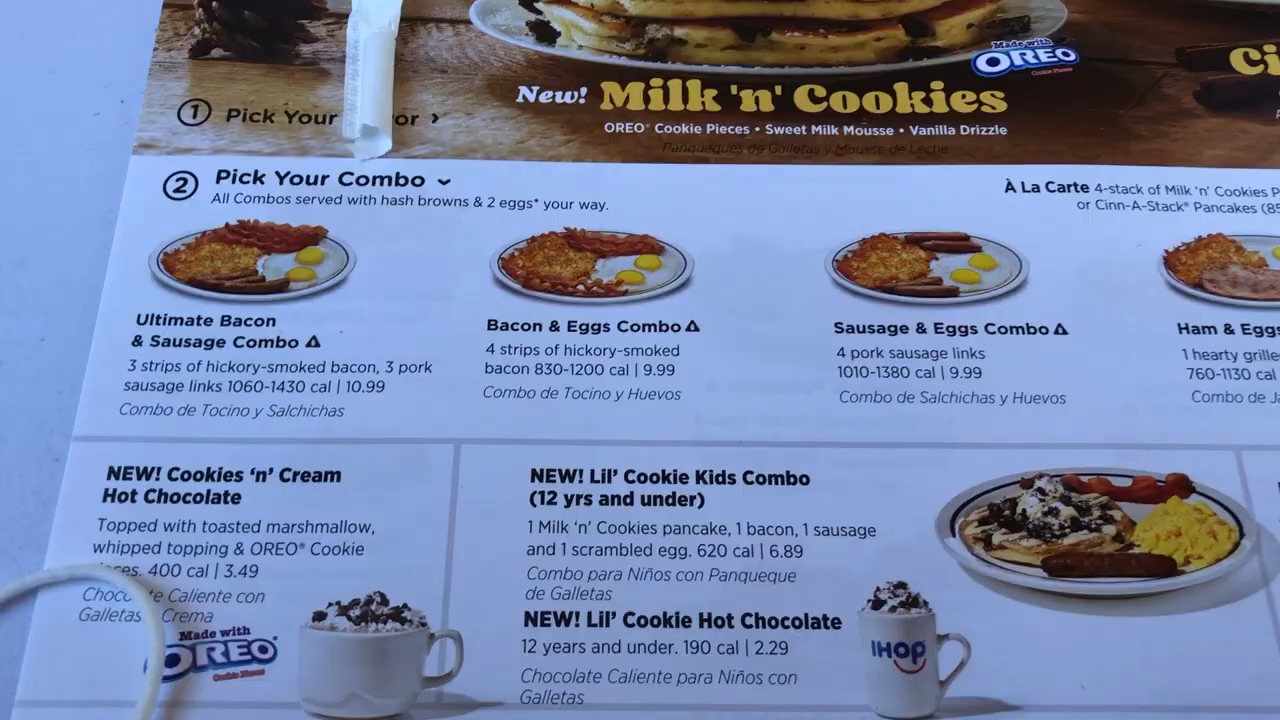 Made with
OREO
Cookie Pieces
Ci
1 Pick Your or ›
New! Milk 'n' Cookies
OREO® Cookie Pieces • Sweet Milk Mousse • Vanilla Drizzle
Panqueques de Galletas y Mousse de Leche
2 Pick Your Combo
All Combos served with hash browns & 2 eggs* your way.
À La Carte 4-stack of Milk 'n' Cookies P
or Cinn-A-Stack® Pancakes (85
Ultimate Bacon
& Sausage Combo
3 strips of hickory-smoked bacon, 3 pork
sausage links 1060-1430 cal | 10.99
Combo de Tocino y Salchichas
Bacon & Eggs Combo
4 strips of hickory-smoked
bacon 830-1200 cal | 9.99
Combo de Tocino y Huevos
Sausage & Eggs Combo
4 pork sausage links
1010-1380 cal | 9.99
Combo de Salchichas y Huevos
Ham & Eggs
1 hearty grille
760-1130 cal
Combo de Ja
NEW! Cookies 'n' Cream
Hot Chocolate
Topped with toasted marshmallow,
whipped topping & OREO® Cookie
eces. 400 cal | 3.49
Chocolate Caliente con
Galletas Crema
Made with
OREO®
Cookie Pieces
NEW! Lil' Cookie Kids Combo
(12 yrs and under)
1 Milk 'n' Cookies pancake, 1 bacon, 1 sausage
and 1 scrambled egg. 620 cal | 6.89
Combo para Niños con Panqueque
de Galletas
NEW! Lil' Cookie Hot Chocolate
12 years and under. 190 cal | 2.29
Chocolate Caliente para Niños con
Galletas
IHOP